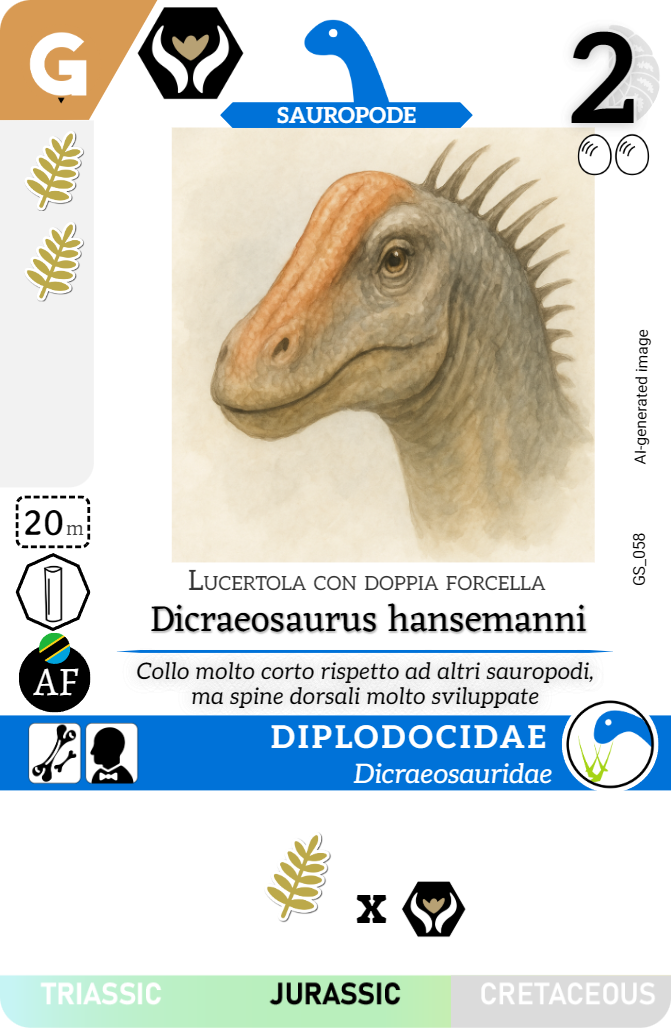 G
2
SAUROPODE
AI-generated image
GS_058
20 m
AF
Lucertola con doppia forcella
Dicraeosaurus hansemanni
Collo molto corto rispetto ad altri sauropodi,
ma spine dorsali molto sviluppate
DIPLODOCIDAE
Dicraeosauridae
x
TRIASSIC JURASSIC CRETACEOUS